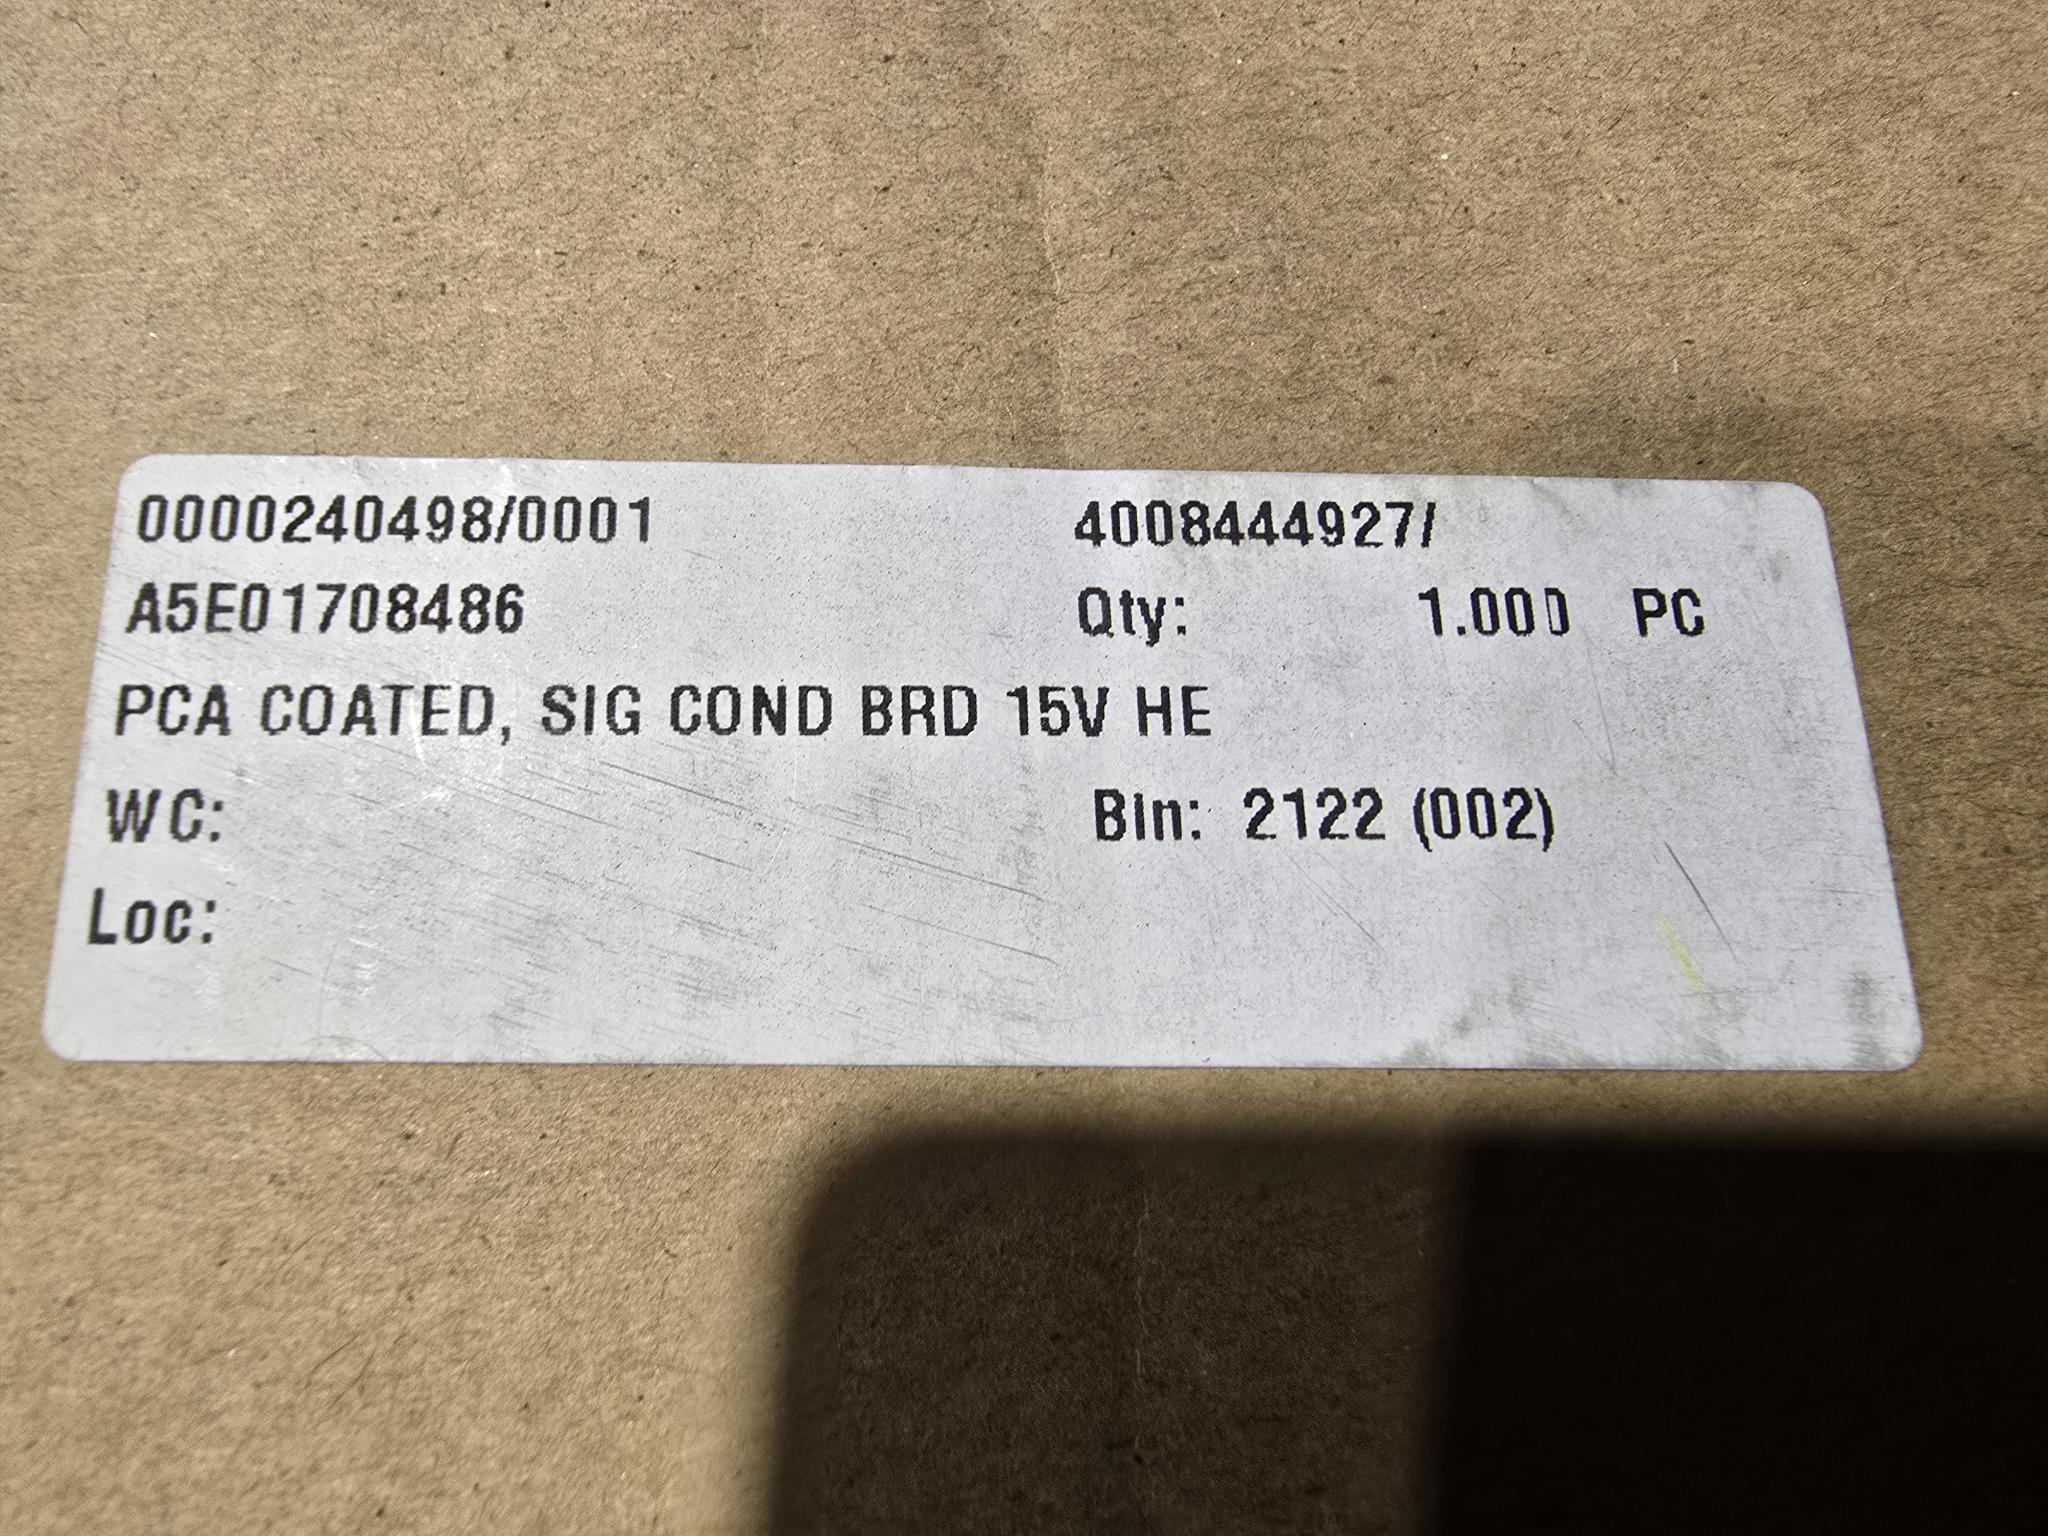 0000240498/0001 4008444927/
A5E01708486 Qty: 1.000 PC
PCA COATED, SIG COND BRD 15V HE
WC: Bin: 2122 (002)
Loc: